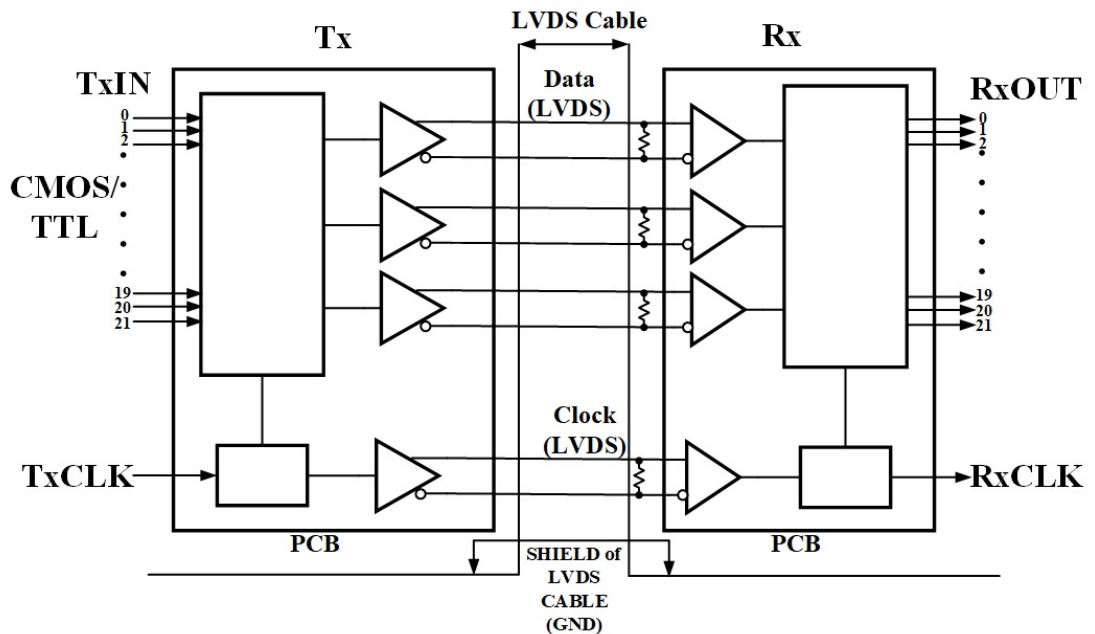 LVDS Cable
Tx
Rx
TxIN
Data
(LVDS)
RxOUT
0
1
2
0
1
2
CMOS/
TTL
19
20
21
19
20
21
Clock
(LVDS)
TxCLK
RxCLK
PCB
PCB
SHIELD of
LVDS
CABLE
(GND)